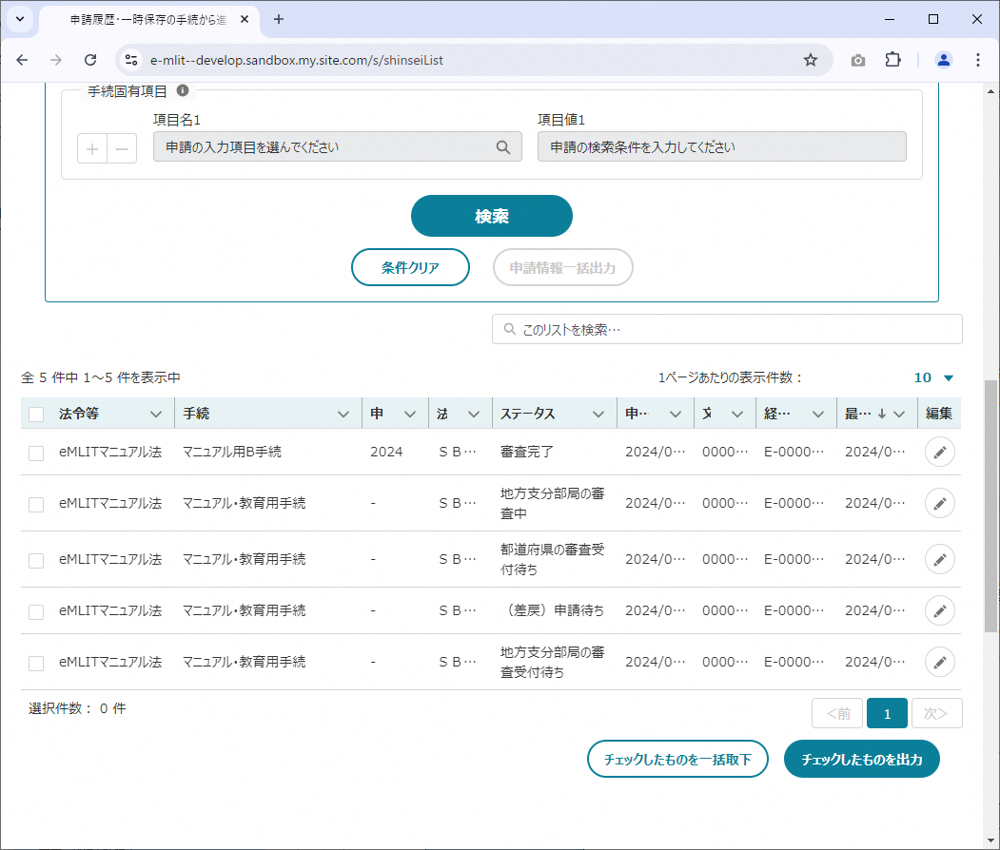 申請履歴・一時保存の手続から進
e-mlit--develop.sandbox.my.site.com/s/shinseiList
手続固有項目
項目名1 項目値1
申請の入力項目を選んでください 申請の検索条件を入力してください
検索
条件クリア 申請情報一括出力
このリストを検索…
全 5 件中 1～5 件を表示中 1ページあたりの表示件数： 10
法令等 手続 申 法 ステータス 申… 文 経… 最… 編集
eMLITマニュアル法 マニュアル用B手続 2024 S B… 審査完了 2024/0… 0000… E-0000… 2024/0…
eMLITマニュアル法 マニュアル・教育用手続 - S B… 地方支分部局の審 2024/0… 0000… E-0000… 2024/0…
査中
eMLITマニュアル法 マニュアル・教育用手続 - S B… 都道府県の審査受 2024/0… 0000… E-0000… 2024/0…
付待ち
eMLITマニュアル法 マニュアル・教育用手続 - S B… （差戻）申請待ち 2024/0… 0000… E-0000… 2024/0…
eMLITマニュアル法 マニュアル・教育用手続 - S B… 地方支分部局の審 2024/0… 0000… E-0000… 2024/0…
査受付待ち
選択件数： 0 件 <前 1 次>
チェックしたものを一括取下 チェックしたものを出力